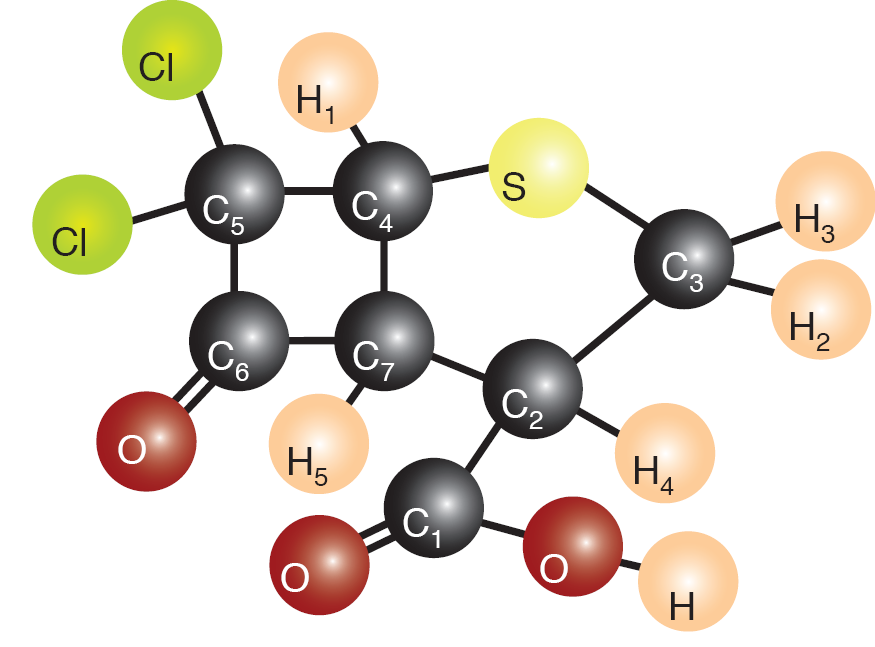 Cl
H₁
Cl
C₅
C₄
S
C₃
H₃
H₂
C₆
C₇
C₂
O
H₅
H₄
C₁
O
O
H